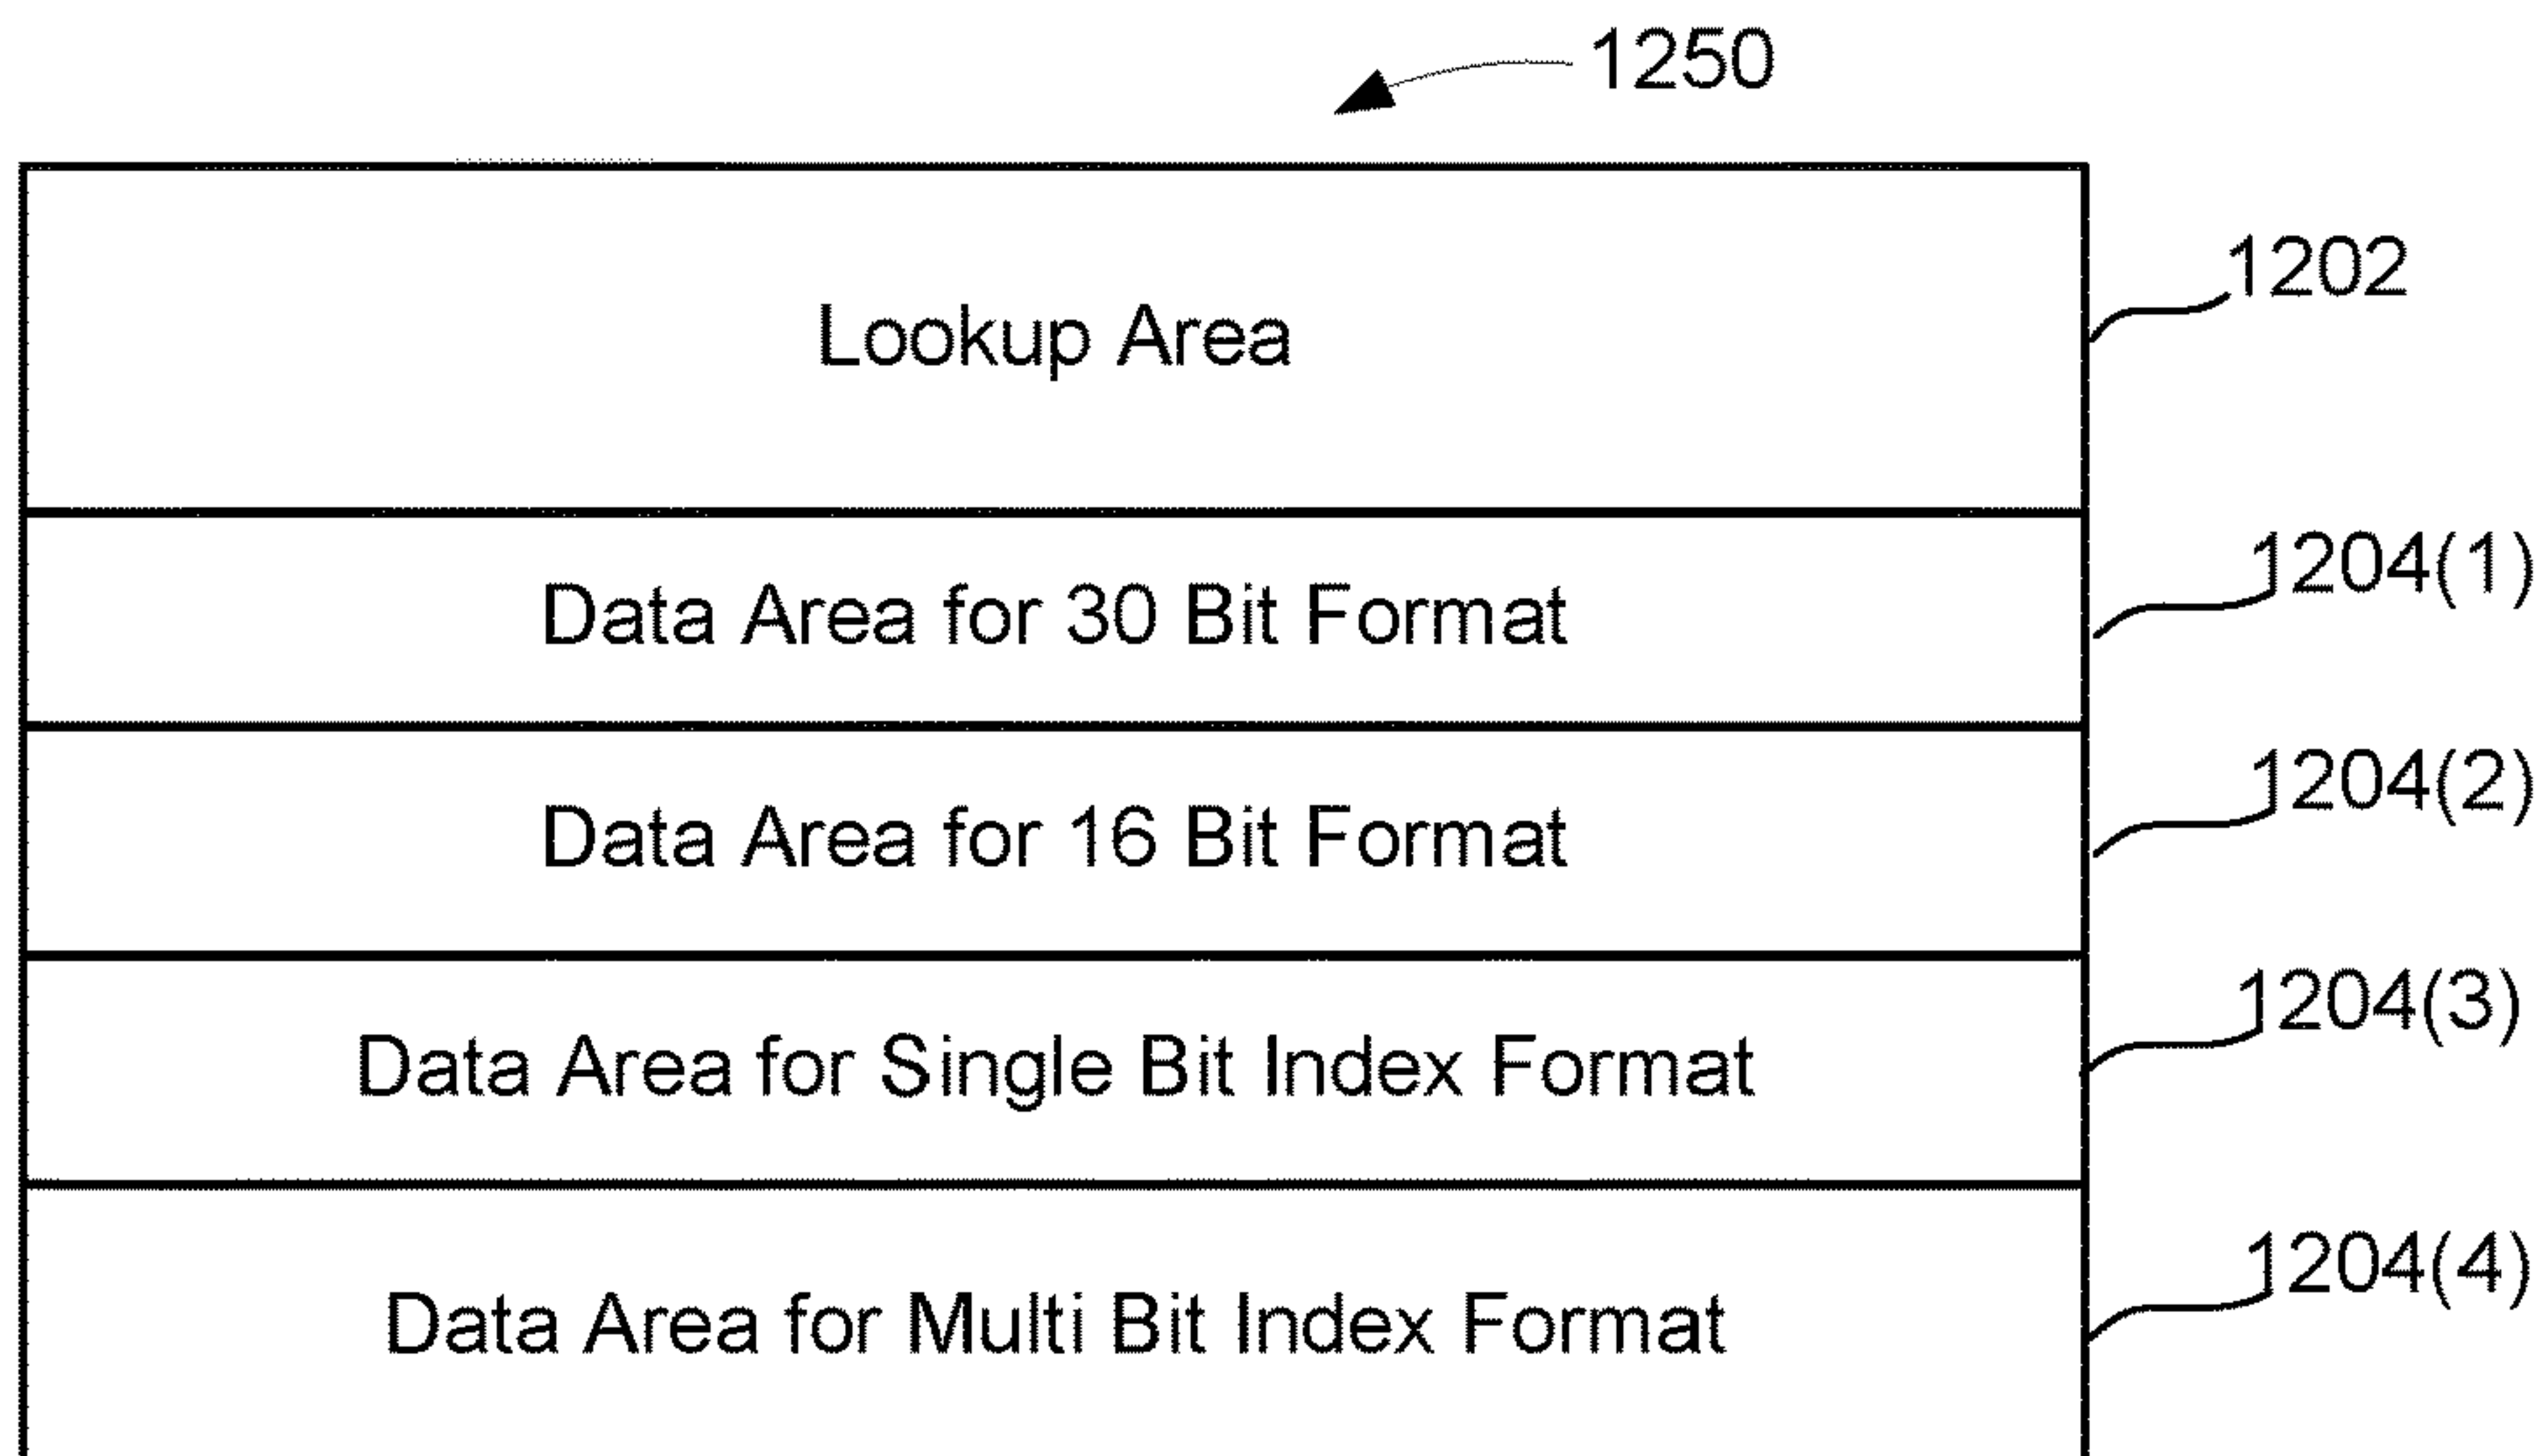 1250
Lookup Area
1202
Data Area for 30 Bit Format
1204(1)
Data Area for 16 Bit Format
1204(2)
Data Area for Single Bit Index Format
1204(3)
Data Area for Multi Bit Index Format
1204(4)